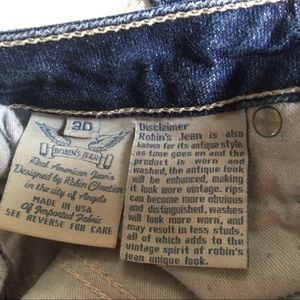 30
ROBIN'S JEAN
Real American Jean's
Designed by Robin Chretien
in the city of Angels
MADE IN USA
Of Imported Fabric
SEE REVERSE FOR CARE
Disclaimer
Robin's Jean is also
known for its antique style.
as time goes on and the
product is worn and
washed, the antique look
will be enhanced, making
it look more vintage. rips
can become more obvious
and distinguished, washes
will look more worn, and
may result in less studs,
all of which adds to the
vintage spirit of robin's
jean unique look.